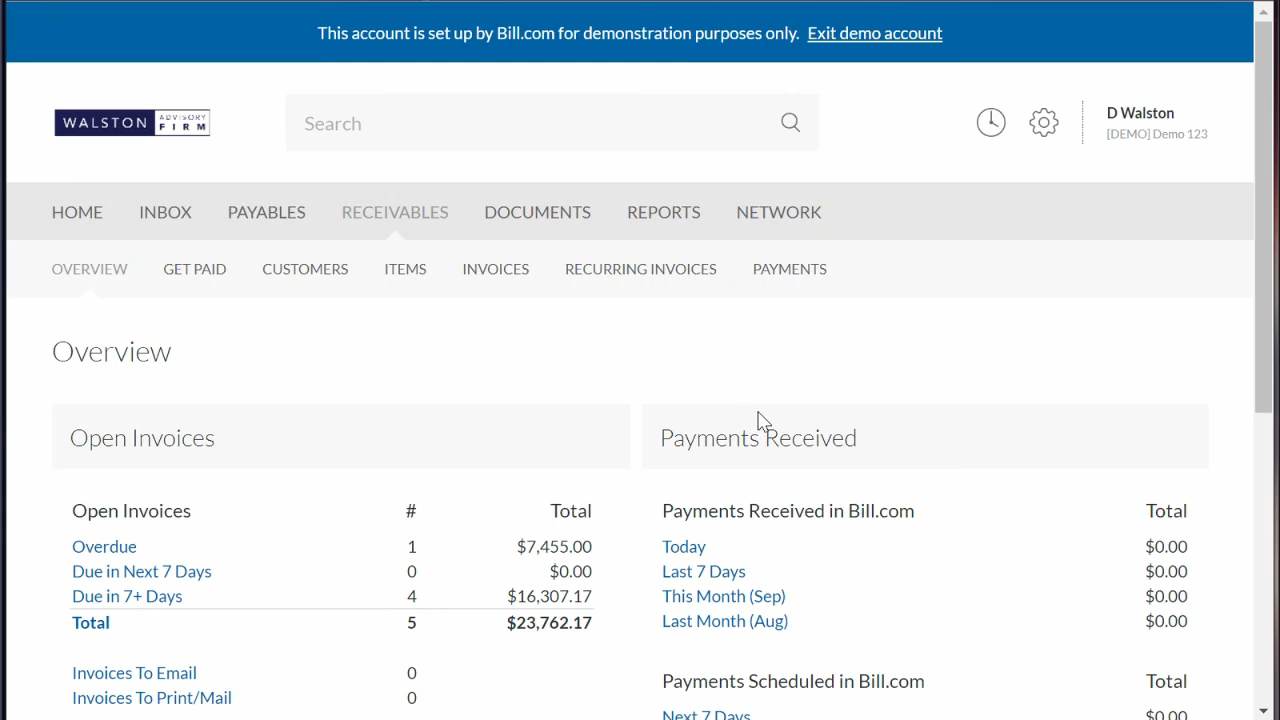 This account is set up by Bill.com for demonstration purposes only. Exit demo account
WALSTON ADVISORY FIRM
Search
D Walston
[DEMO] Demo 123
HOME INBOX PAYABLES RECEIVABLES DOCUMENTS REPORTS NETWORK
OVERVIEW GET PAID CUSTOMERS ITEMS INVOICES RECURRING INVOICES PAYMENTS
Overview
Open Invoices
Open Invoices # Total
Overdue 1 $7,455.00
Due in Next 7 Days 0 $0.00
Due in 7+ Days 4 $16,307.17
Total 5 $23,762.17
Invoices To Email 0
Invoices To Print/Mail 0
Payments Received
Payments Received in Bill.com Total
Today $0.00
Last 7 Days $0.00
This Month (Sep) $0.00
Last Month (Aug) $0.00
Payments Scheduled in Bill.com Total
Next 7 Days $0.00